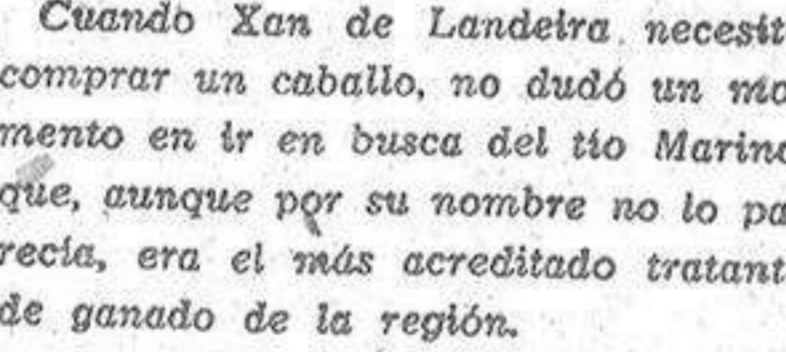 Cuando Xan de Landeira necesit
comprar un caballo, no dudó un mo
mento en ir en busca del tío Marino
que, aunque por su nombre no lo pa
recía, era el más acreditado tratant
de ganado de la región.